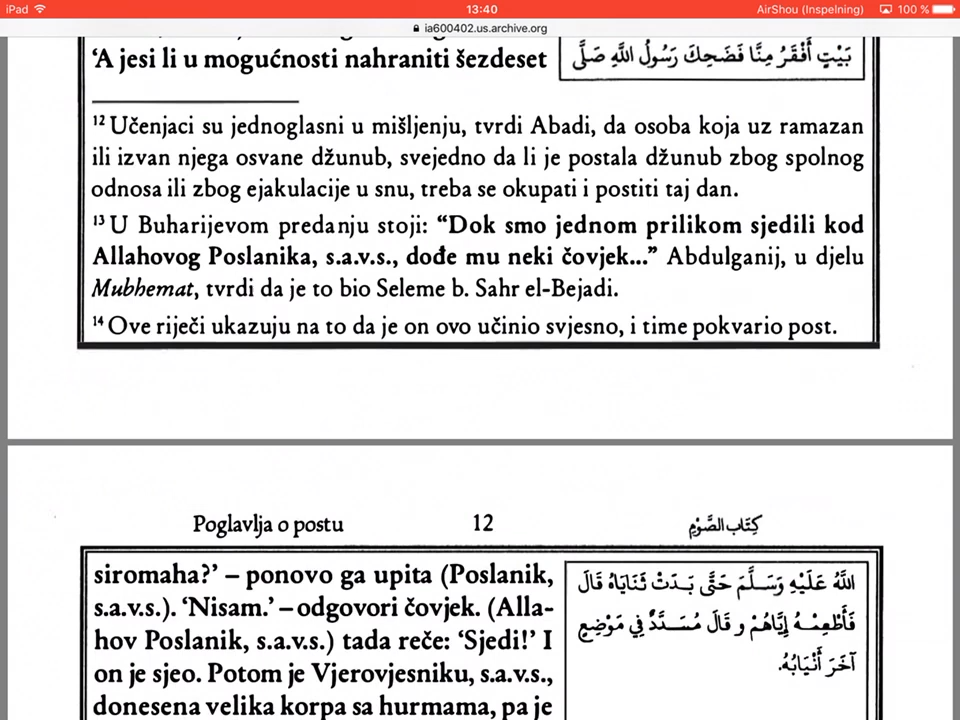 iPad 13:40 AirShou (Inspelning) 100 %
ia600402.us.archive.org
‘A jesi li u mogućnosti nahraniti šezdeset
بَيْتٍ أَفْقَرُ مِنَّا فَضَحِكَ رَسُولُ اللَّهِ صَلَّى
12 Učenjaci su jednoglasni u mišljenju, tvrdi Abadi, da osoba koja uz ramazan
ili izvan njega osvane džunub, svejedno da li je postala džunub zbog spolnog
odnosa ili zbog ejakulacije u snu, treba se okupati i postiti taj dan.
13 U Buharijevom predanju stoji: “Dok smo jednom prilikom sjedili kod
Allahovog Poslanika, s.a.v.s., dođe mu neki čovjek...” Abdulganij, u djelu
Mubhemat, tvrdi da je to bio Seleme b. Sahr el-Bejadi.
14 Ove riječi ukazuju na to da je on ovo učinio svjesno, i time pokvario post.
Poglavlja o postu 12 كِتَاب الصَّوْمِ
siromaha?’ – ponovo ga upita (Poslanik,
s.a.v.s.). ‘Nisam.’ – odgovori čovjek. (Alla-
hov Poslanik, s.a.v.s.) tada reče: ‘Sjedi!’ I
on je sjeo. Potom je Vjerovjesniku, s.a.v.s.,
donesena velika korpa sa hurmama, pa je
اللَّهُ عَلَيْهِ وَسَلَّمَ حَتَّى بَدَتْ ثَنَايَاهُ قَالَ
فَأَطْعِمْهُ إِيَّاهُمْ و قَالَ مُسَدَّدٌ فِي مَوْضِعٍ
آخَرَ أَنْيَابُهُ.